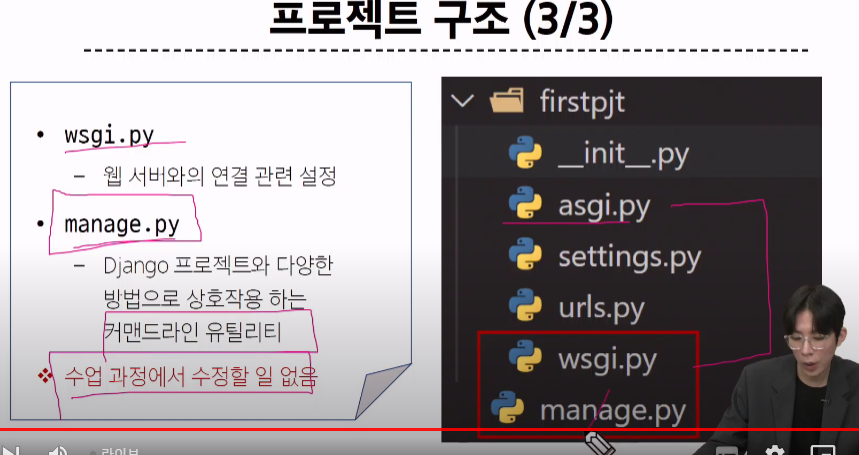 프로젝트 구조 (3/3)
• wsgi.py
– 웹 서버와의 연결 관련 설정
• manage.py
– Django 프로젝트와 다양한
방법으로 상호작용 하는
커맨드라인 유틸리티
❖ 수업 과정에서 수정할 일 없음
firstpjt
__init__.py
asgi.py
settings.py
urls.py
wsgi.py
manage.py
라이브